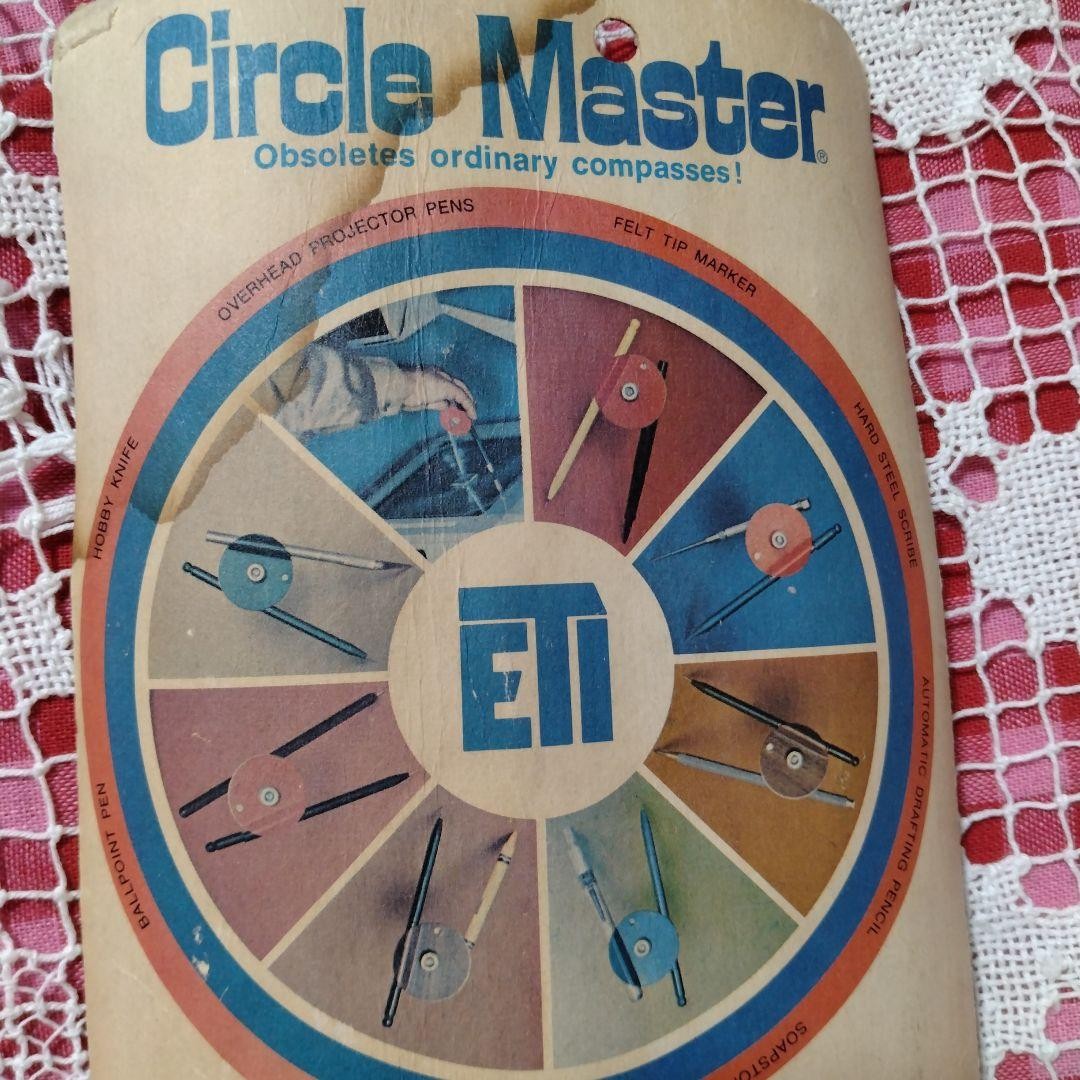 Circle Master®
Obsoletes ordinary compasses!
OVERHEAD PROJECTOR PENS
FELT TIP MARKER
HARD STEEL SCRIBE
AUTOMATIC DRAFTING PENCIL
HOBBY KNIFE
BALLPOINT PEN
ETI